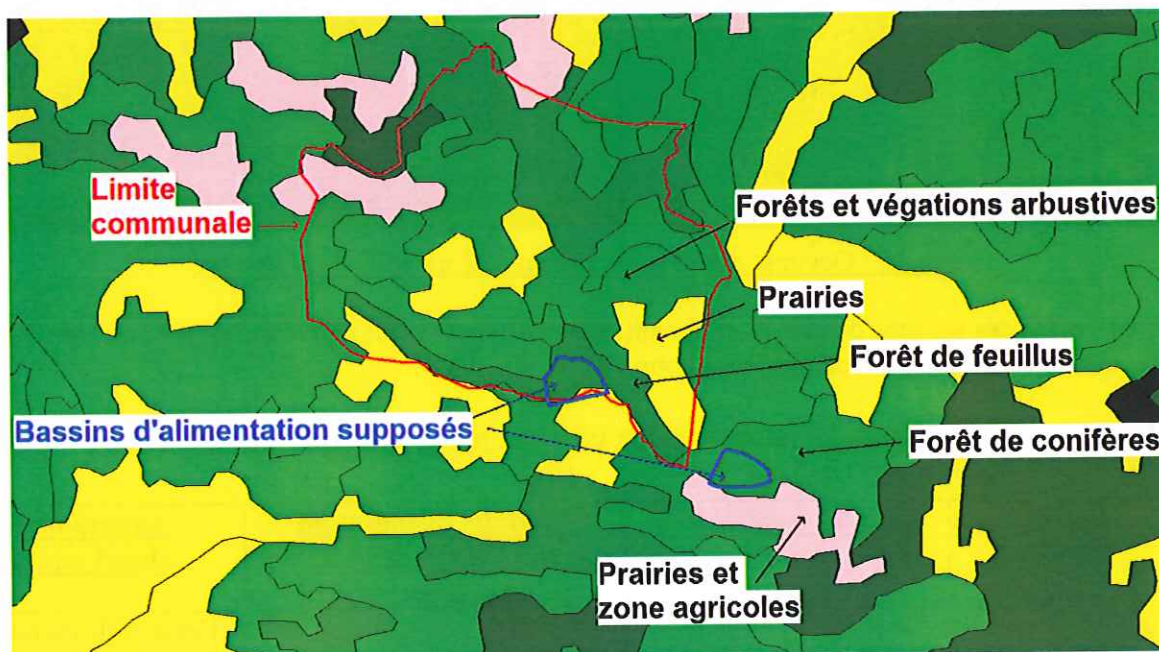 Limite
communale
Forêts et végations arbustives
Prairies
Forêt de feuillus
Bassins d'alimentation supposés
Forêt de conifères
Prairies et
zone agricoles